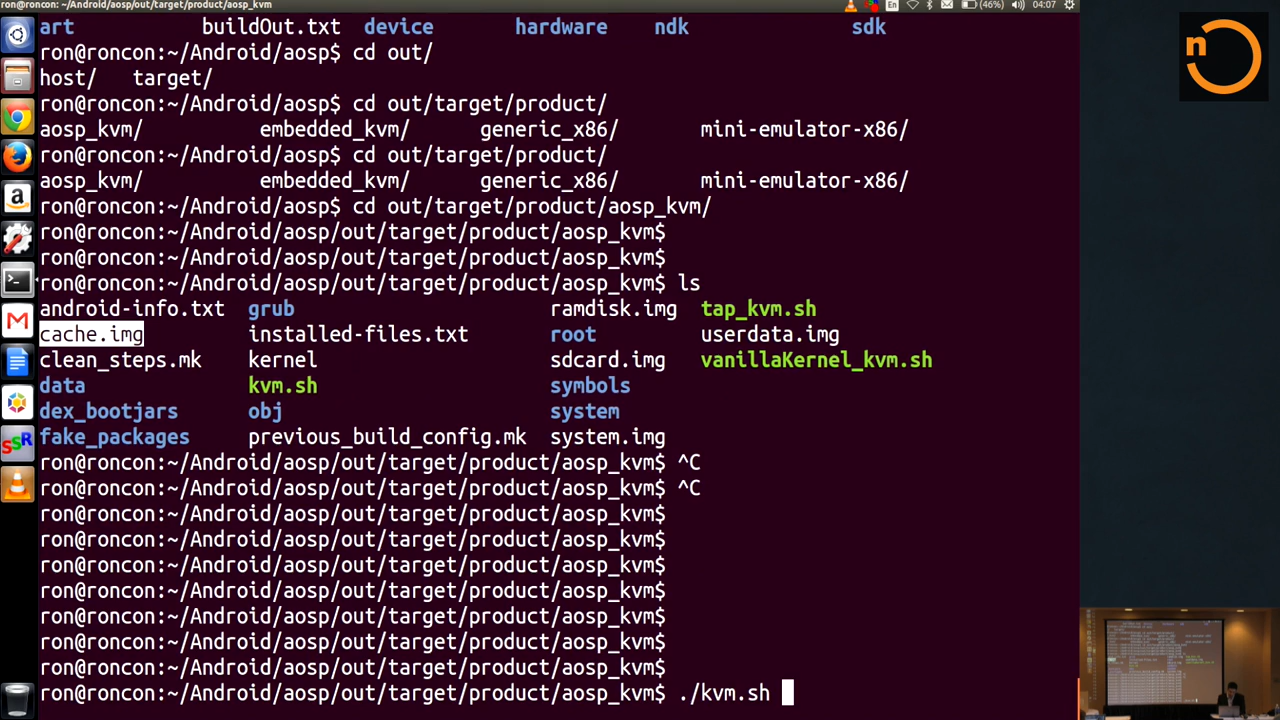 ron@roncon: ~/Android/aosp/out/target/product/aosp_kvm
En
(46%)
04:07
art buildOut.txt device hardware ndk sdk
ron@roncon:~/Android/aosp$ cd out/
host/ target/
ron@roncon:~/Android/aosp$ cd out/target/product/
aosp_kvm/ embedded_kvm/ generic_x86/ mini-emulator-x86/
ron@roncon:~/Android/aosp$ cd out/target/product/
aosp_kvm/ embedded_kvm/ generic_x86/ mini-emulator-x86/
ron@roncon:~/Android/aosp$ cd out/target/product/aosp_kvm/
ron@roncon:~/Android/aosp/out/target/product/aosp_kvm$
ron@roncon:~/Android/aosp/out/target/product/aosp_kvm$
ron@roncon:~/Android/aosp/out/target/product/aosp_kvm$ ls
android-info.txt grub ramdisk.img tap_kvm.sh
cache.img installed-files.txt root userdata.img
clean_steps.mk kernel sdcard.img vanillaKernel_kvm.sh
data kvm.sh symbols
dex_bootjars obj system
fake_packages previous_build_config.mk system.img
ron@roncon:~/Android/aosp/out/target/product/aosp_kvm$ ^C
ron@roncon:~/Android/aosp/out/target/product/aosp_kvm$ ^C
ron@roncon:~/Android/aosp/out/target/product/aosp_kvm$
ron@roncon:~/Android/aosp/out/target/product/aosp_kvm$
ron@roncon:~/Android/aosp/out/target/product/aosp_kvm$
ron@roncon:~/Android/aosp/out/target/product/aosp_kvm$
ron@roncon:~/Android/aosp/out/target/product/aosp_kvm$
ron@roncon:~/Android/aosp/out/target/product/aosp_kvm$
ron@roncon:~/Android/aosp/out/target/product/aosp_kvm$
ron@roncon:~/Android/aosp/out/target/product/aosp_kvm$ ./kvm.sh
n
a
M
SSR